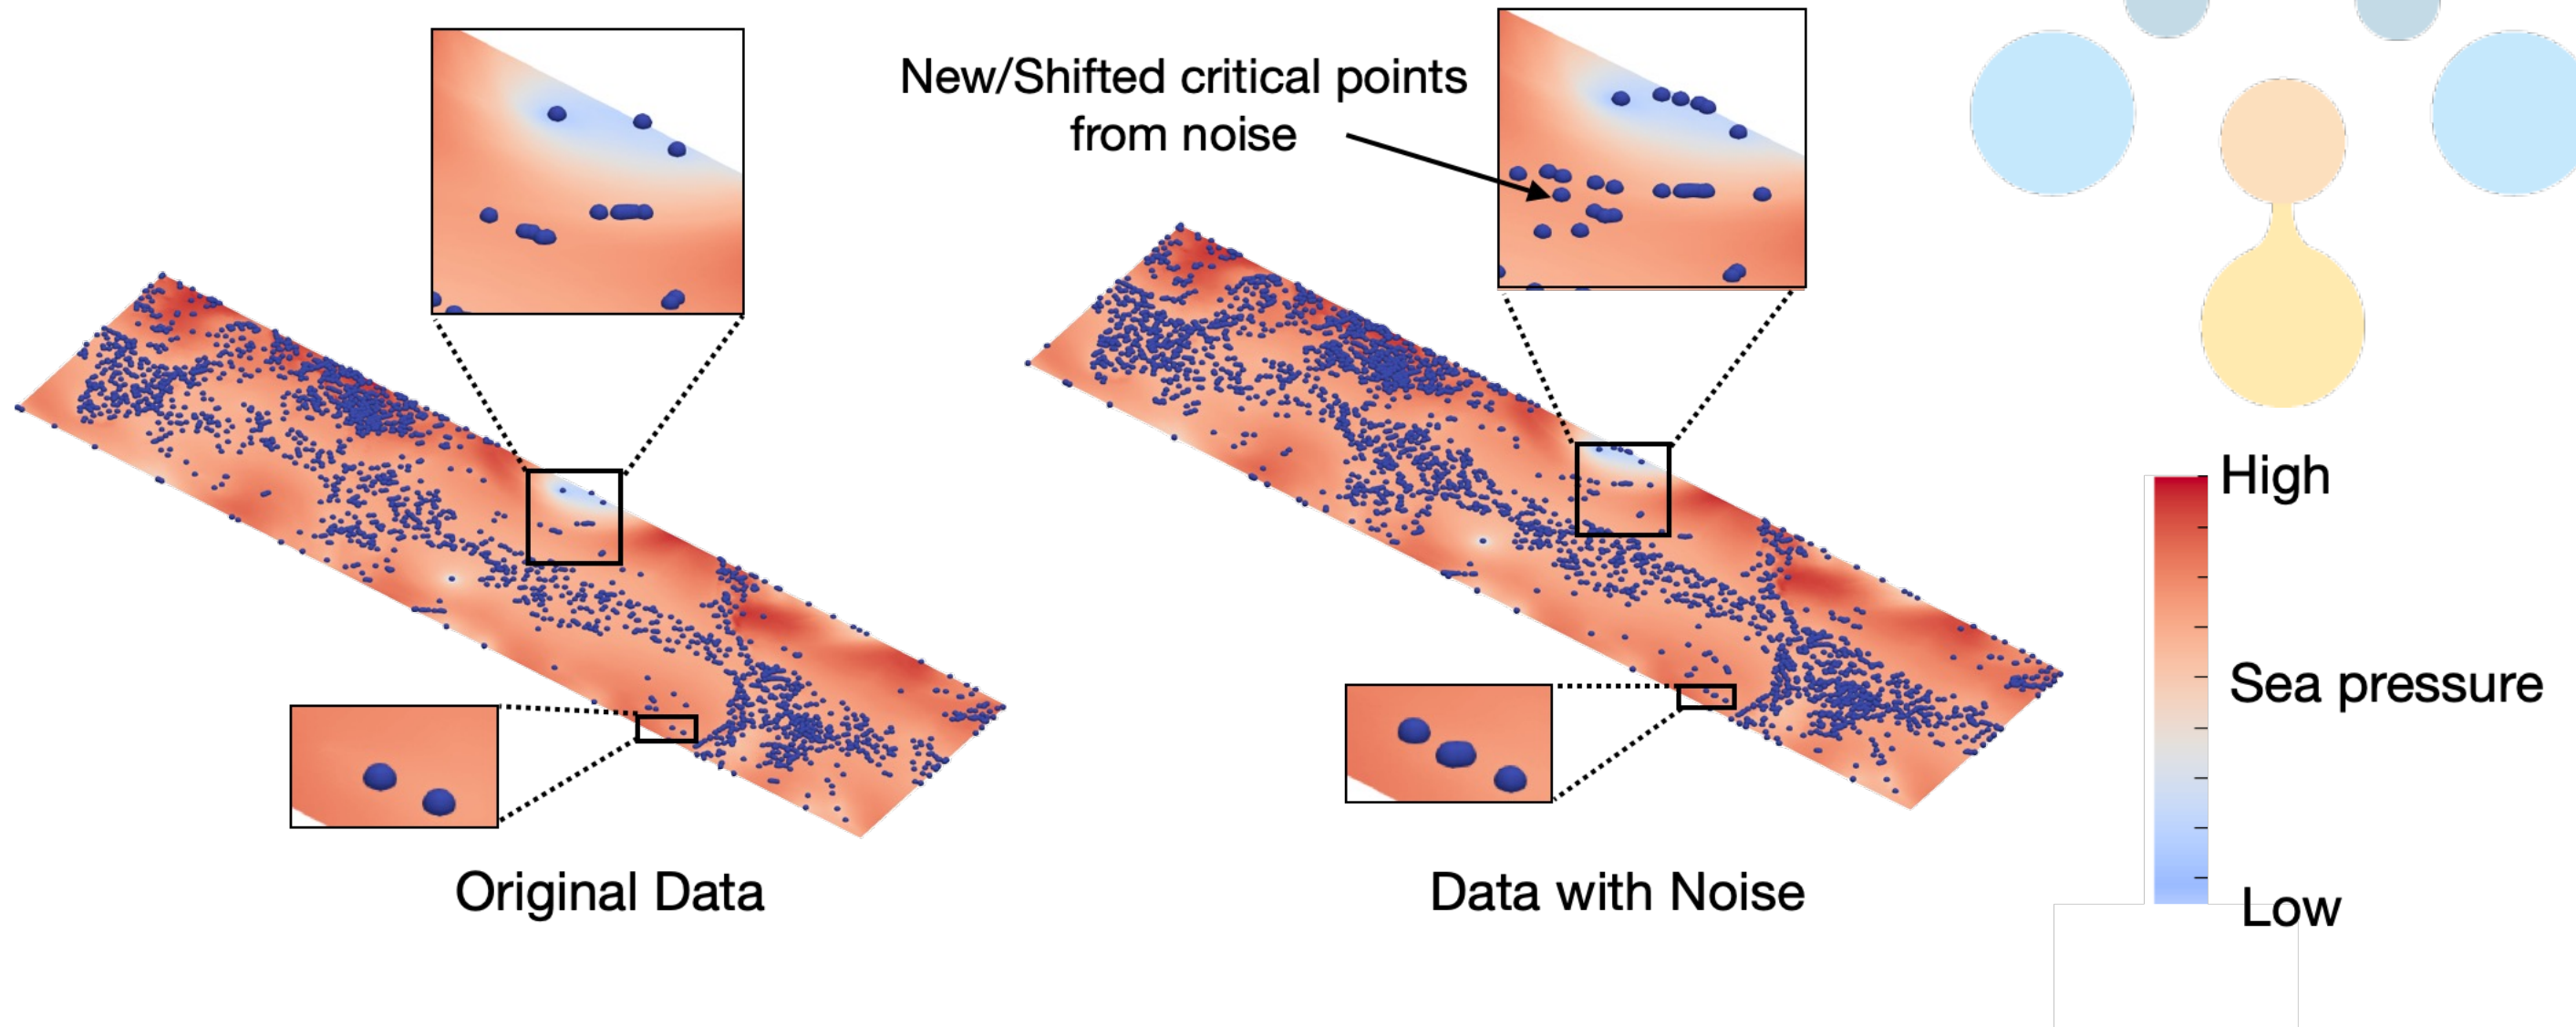 New/Shifted critical points
from noise
High
Sea pressure
Low
Original Data
Data with Noise